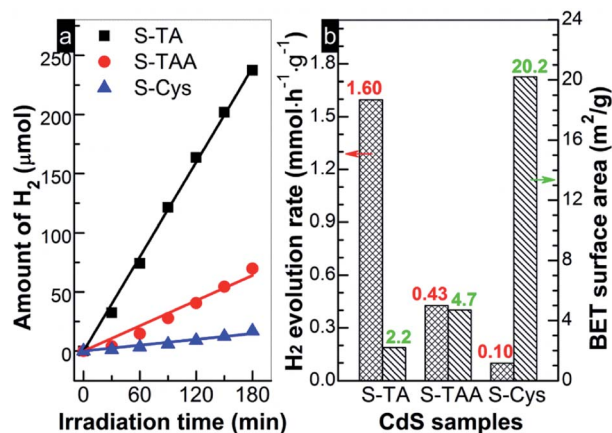 a
S-TA
S-TAA
S-Cys
250
200
150
100
50
0
Amount of H₂ (μmol)
0 60 120 180
Irradiation time (min)
b
1.8
1.5
1.2
0.9
0.6
0.3
0.0
H₂ evolution rate (mmol·h⁻¹·g⁻¹)
1.60
2.2
0.43
4.7
0.10
20.2
24
20
16
12
8
4
0
BET surface area (m²/g)
S-TA S-TAA S-Cys
CdS samples